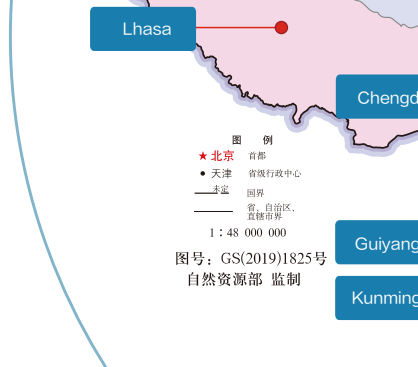 Lhasa
Chengd
图 例
★ 北京 首都
• 天津 省级行政中心
未定 国界
省、自治区、
直辖市界
1：48 000 000
图号：GS(2019)1825号
自然资源部 监制
Guiyang
Kunming